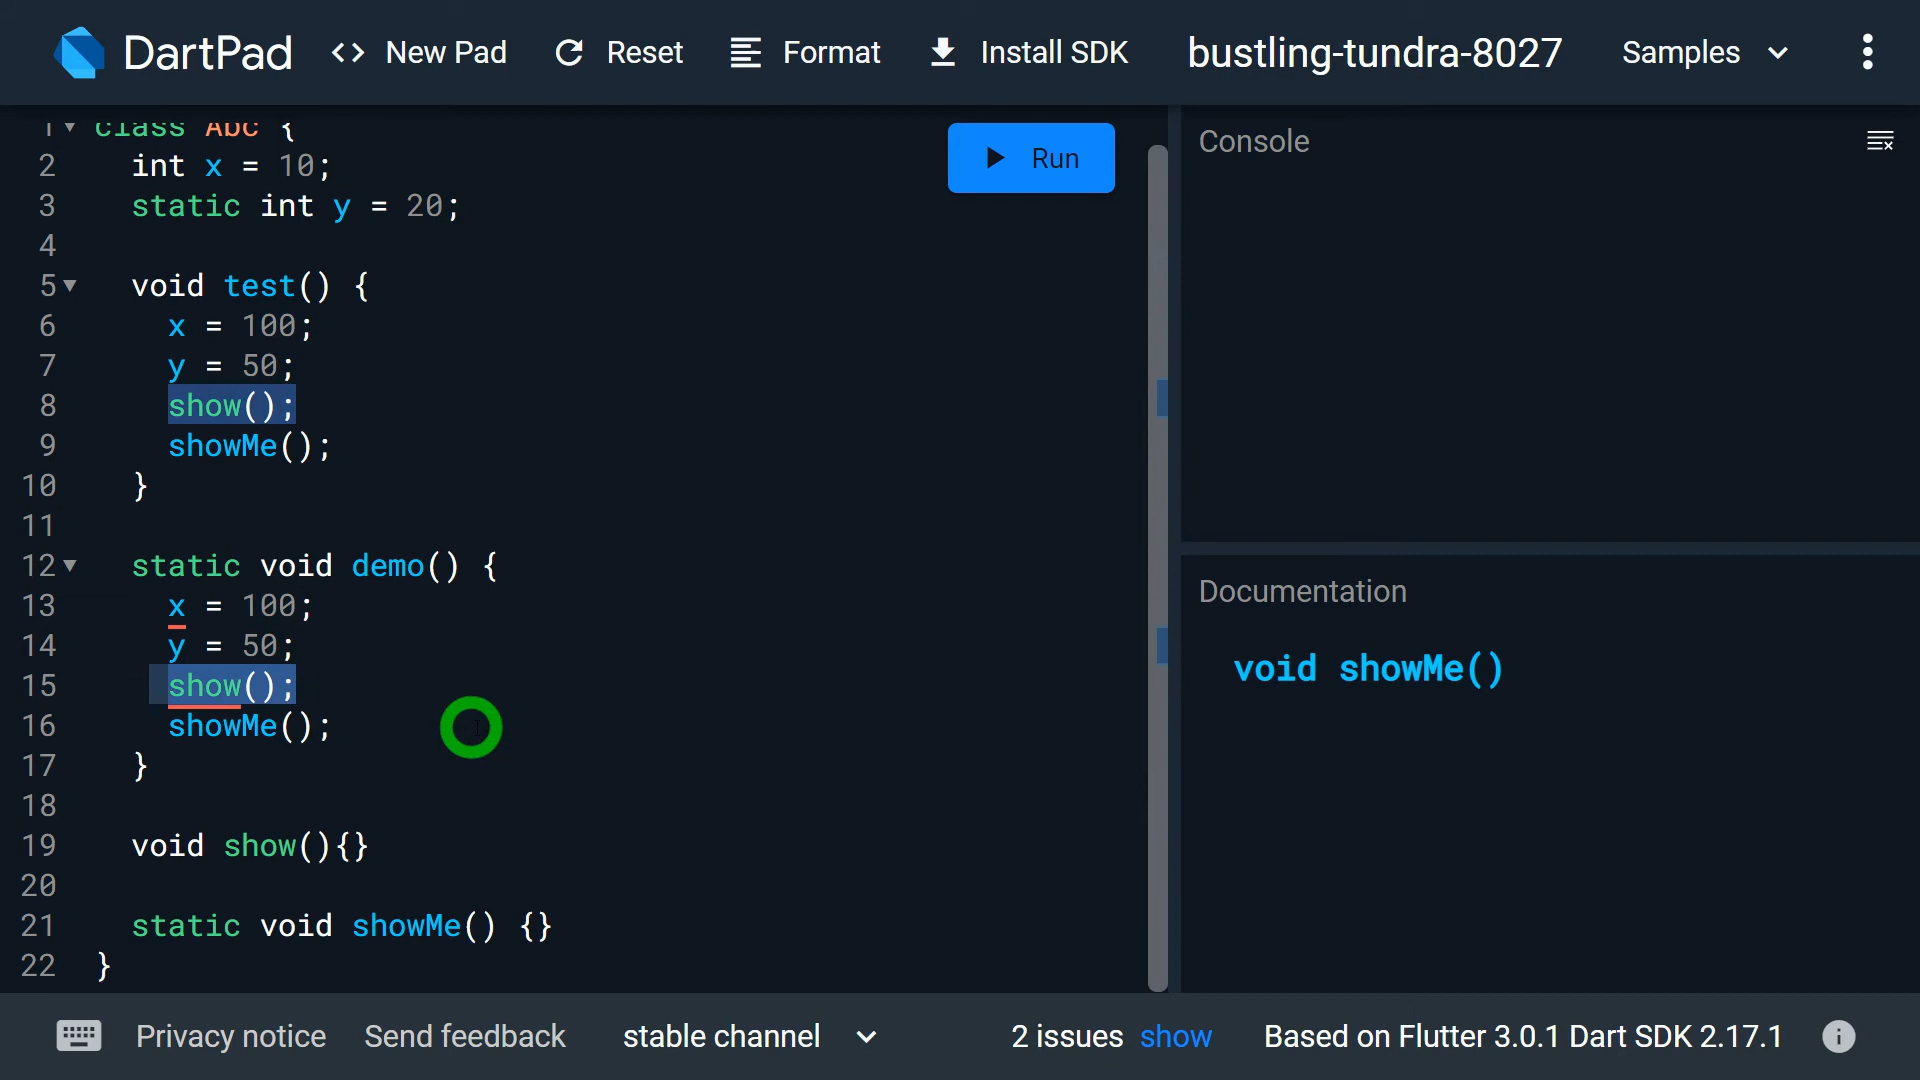 DartPad <> New Pad Reset Format Install SDK bustling-tundra-8027 Samples
1 class Abc {
2 int x = 10;
3 static int y = 20;
4
5 void test() {
6 x = 100;
7 y = 50;
8 show();
9 showMe();
10 }
11
12 static void demo() {
13 x = 100;
14 y = 50;
15 show();
16 showMe();
17 }
18
19 void show(){}
20
21 static void showMe() {}
22 }
Run
Console
Documentation
void showMe()
Privacy notice Send feedback stable channel 2 issues show Based on Flutter 3.0.1 Dart SDK 2.17.1